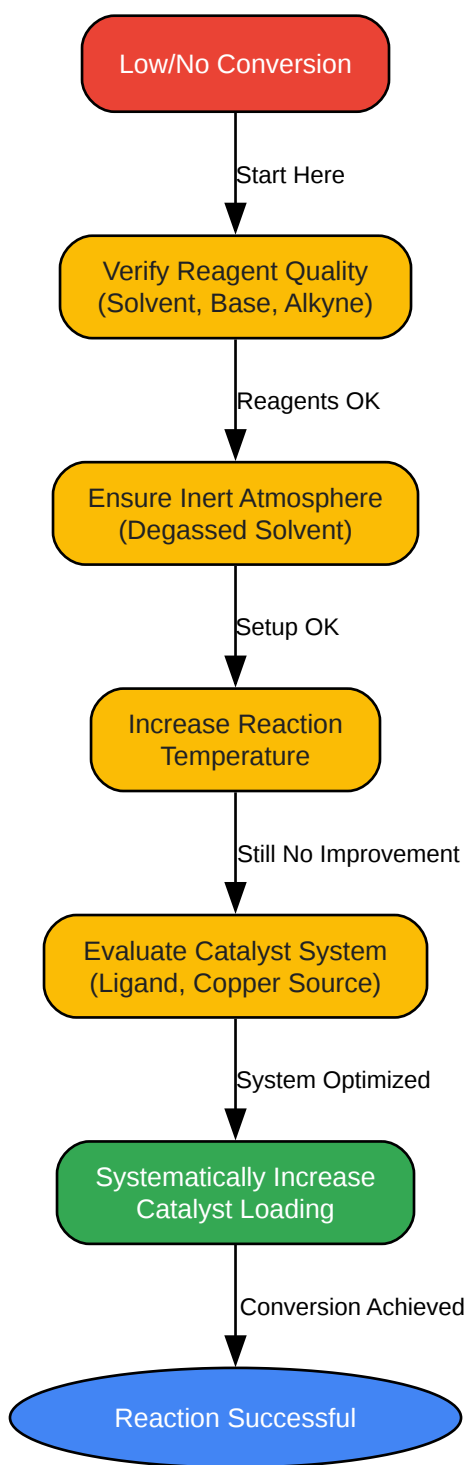 Low/No Conversion
Start Here
Verify Reagent Quality
(Solvent, Base, Alkyne)
Reagents OK
Ensure Inert Atmosphere
(Degassed Solvent)
Setup OK
Increase Reaction
Temperature
Still No Improvement
Evaluate Catalyst System
(Ligand, Copper Source)
System Optimized
Systematically Increase
Catalyst Loading
Conversion Achieved
Reaction Successful